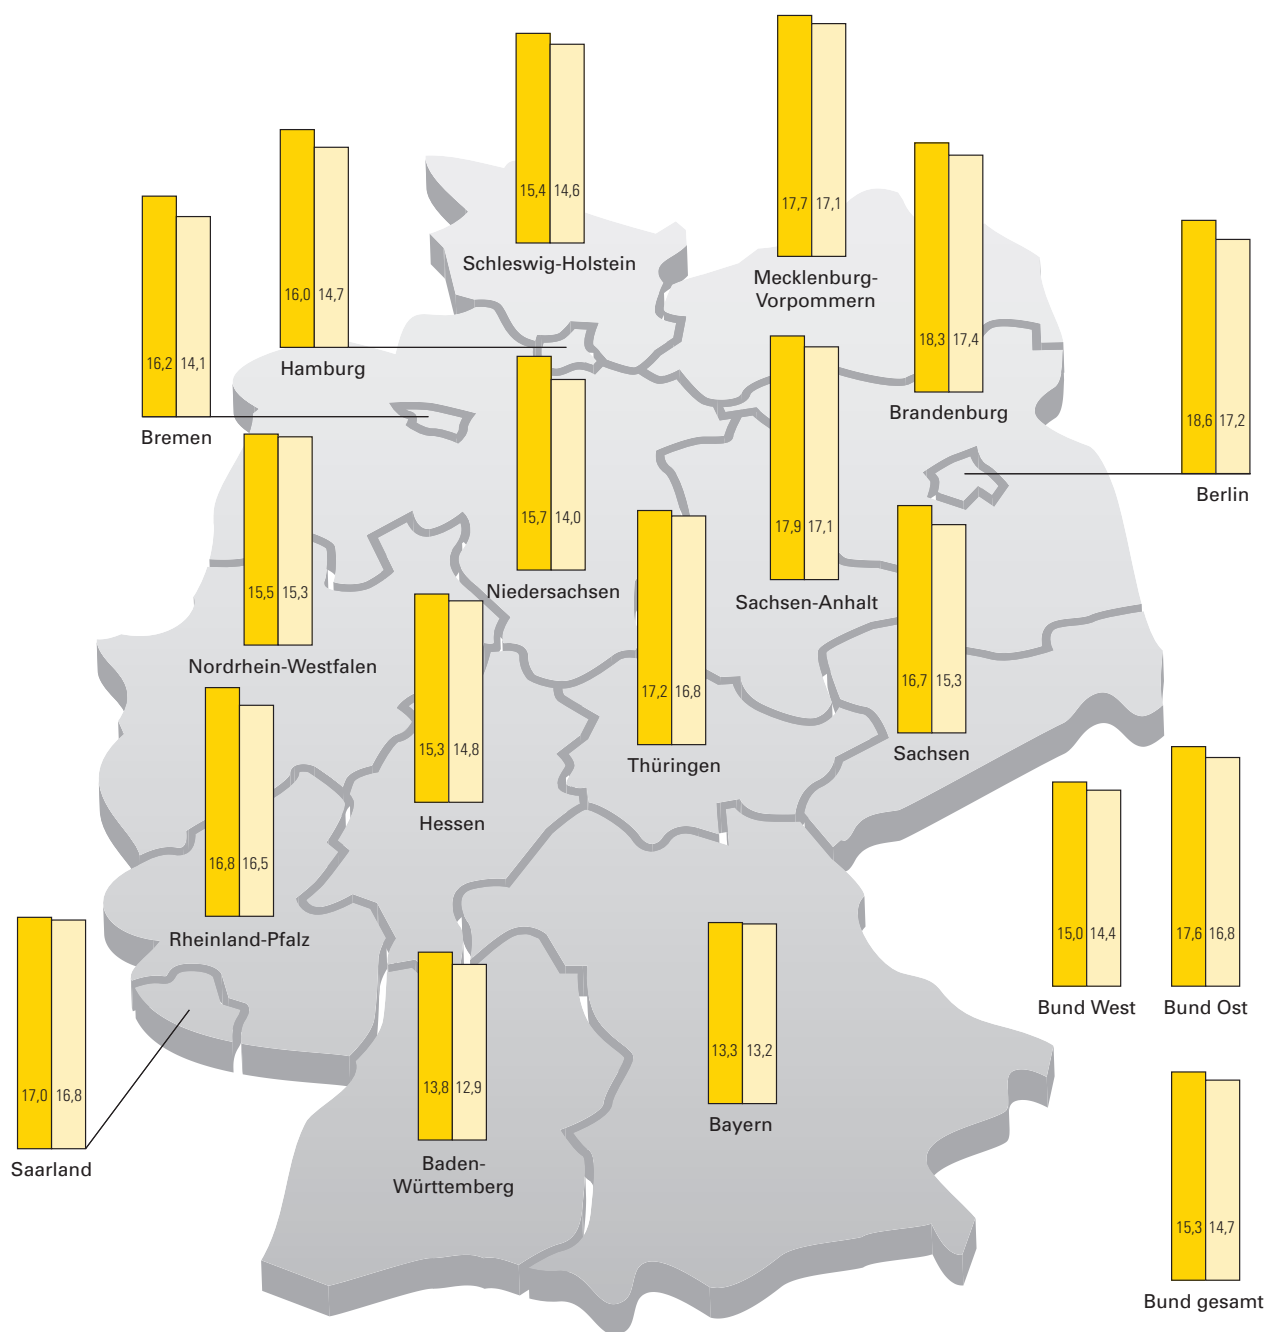 15,4 14,6
Schleswig-Holstein
17,7 17,1
Mecklenburg-
Vorpommern
16,0 14,7
Hamburg
18,3 17,4
Brandenburg
16,2 14,1
Bremen
18,6 17,2
Berlin
15,7 14,0
Niedersachsen
17,9 17,1
Sachsen-Anhalt
15,5 15,3
Nordrhein-Westfalen
17,2 16,8
Thüringen
16,7 15,3
Sachsen
15,3 14,8
Hessen
16,8 16,5
Rheinland-Pfalz
15,0 14,4
Bund West
17,6 16,8
Bund Ost
17,0 16,8
Saarland
13,8 12,9
Baden-
Württemberg
13,3 13,2
Bayern
15,3 14,7
Bund gesamt